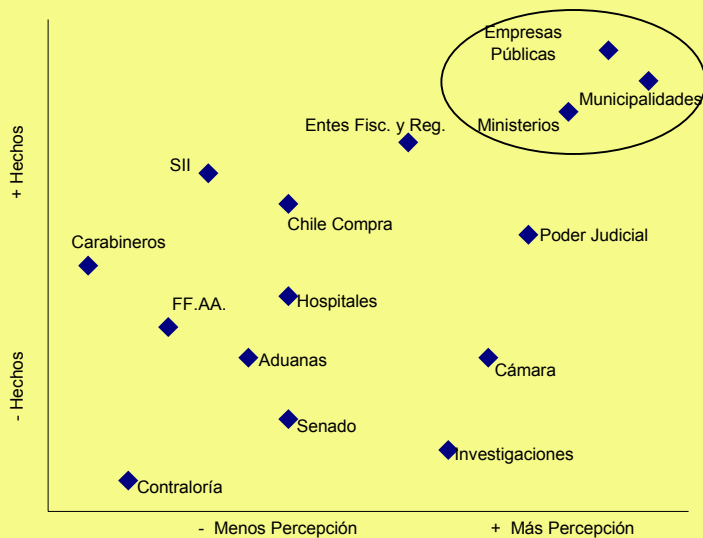 Empresas
Públicas
Municipalidades
Ministerios
Entes Fisc. y Reg.
SII
Chile Compra
Poder Judicial
Carabineros
Hospitales
FF.AA.
Aduanas
Cámara
Senado
Investigaciones
Contraloría
+ Hechos
- Hechos
- Menos Percepción
+ Más Percepción